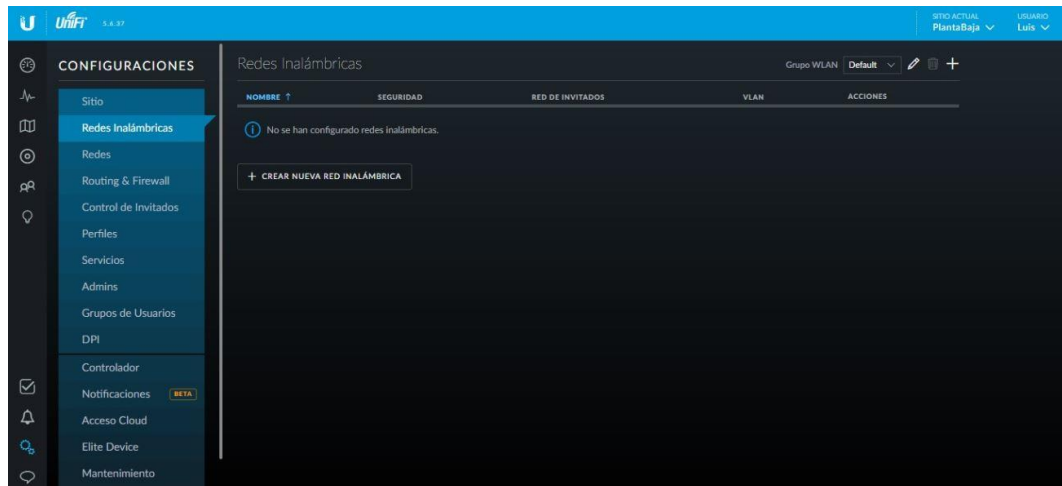 UniFi 5.6.37
SITIO ACTUAL
PlantaBaja
USUARIO
Luis
CONFIGURACIONES
Sitio
Redes Inalámbricas
Redes
Routing & Firewall
Control de Invitados
Perfiles
Servicios
Admins
Grupos de Usuarios
DPI
Controlador
Notificaciones BETA
Acceso Cloud
Elite Device
Mantenimiento
Redes Inalámbricas
Grupo WLAN Default
NOMBRE ↑ SEGURIDAD RED DE INVITADOS VLAN ACCIONES
No se han configurado redes inalámbricas.
+ CREAR NUEVA RED INALÁMBRICA